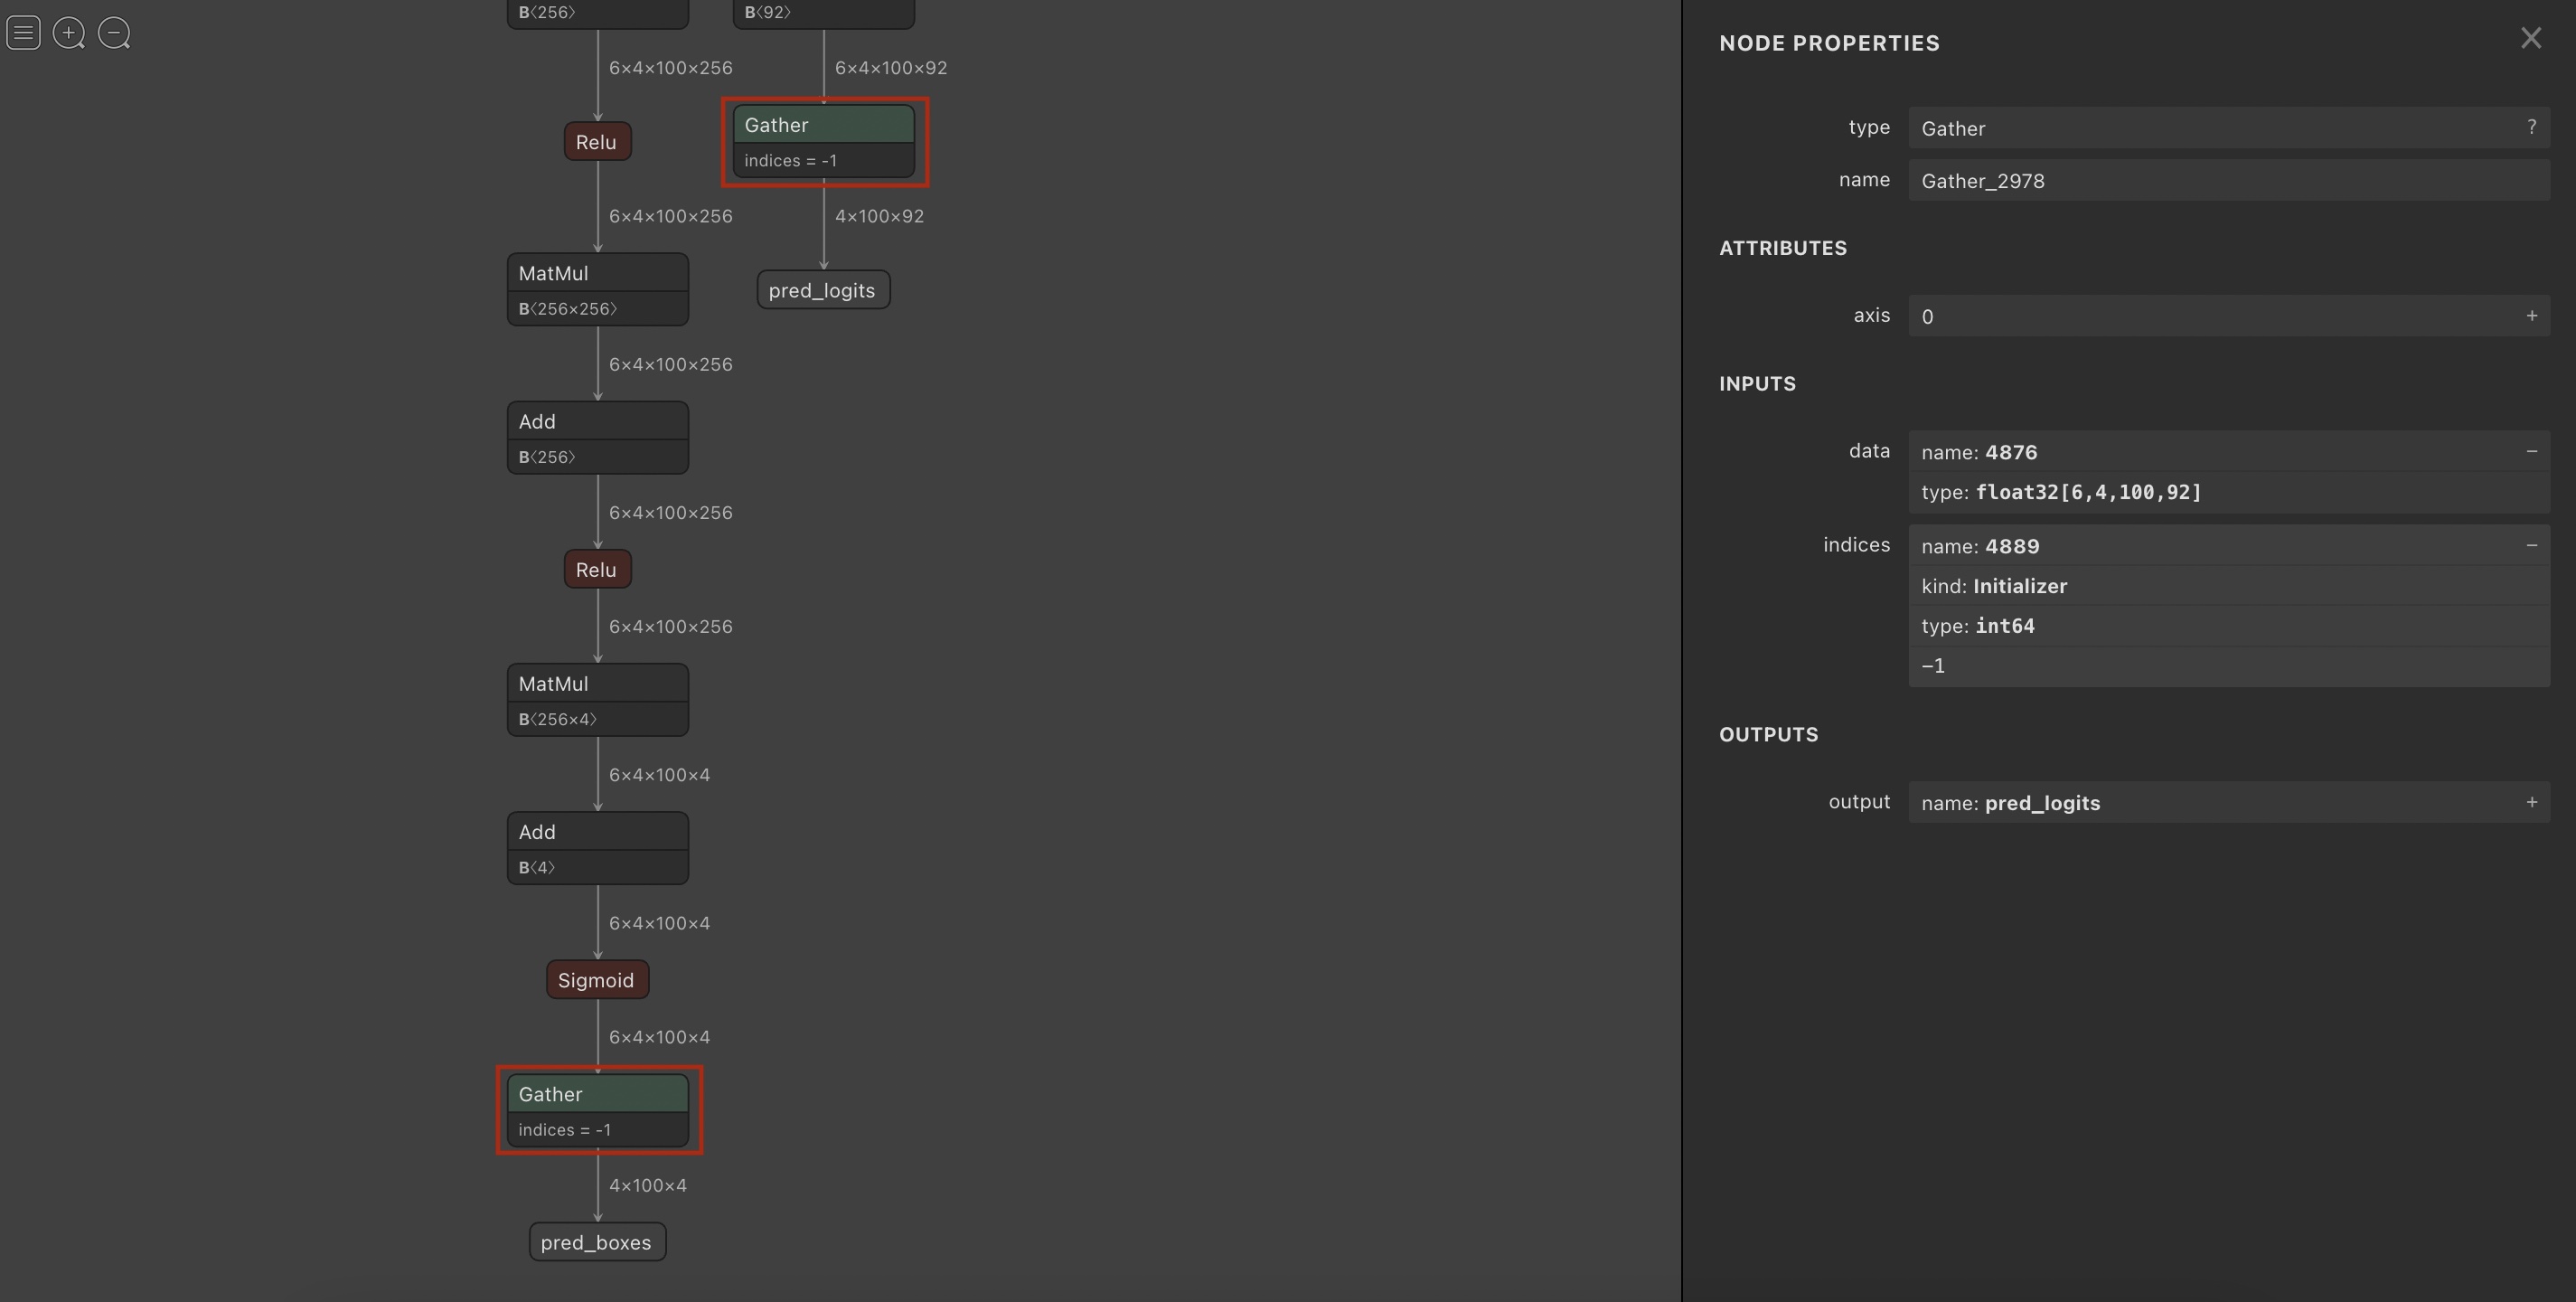 B⟨256⟩
B⟨92⟩
6×4×100×256
6×4×100×92
Relu
Gather
indices = -1
6×4×100×256
4×100×92
MatMul
B⟨256×256⟩
pred_logits
6×4×100×256
Add
B⟨256⟩
6×4×100×256
Relu
6×4×100×256
MatMul
B⟨256×4⟩
6×4×100×4
Add
B⟨4⟩
6×4×100×4
Sigmoid
6×4×100×4
Gather
indices = -1
4×100×4
pred_boxes
NODE PROPERTIES
type Gather ?
name Gather_2978
ATTRIBUTES
axis 0 +
INPUTS
data name: 4876 −
type: float32[6,4,100,92]
indices name: 4889 −
kind: Initializer
type: int64
−1
OUTPUTS
output name: pred_logits +